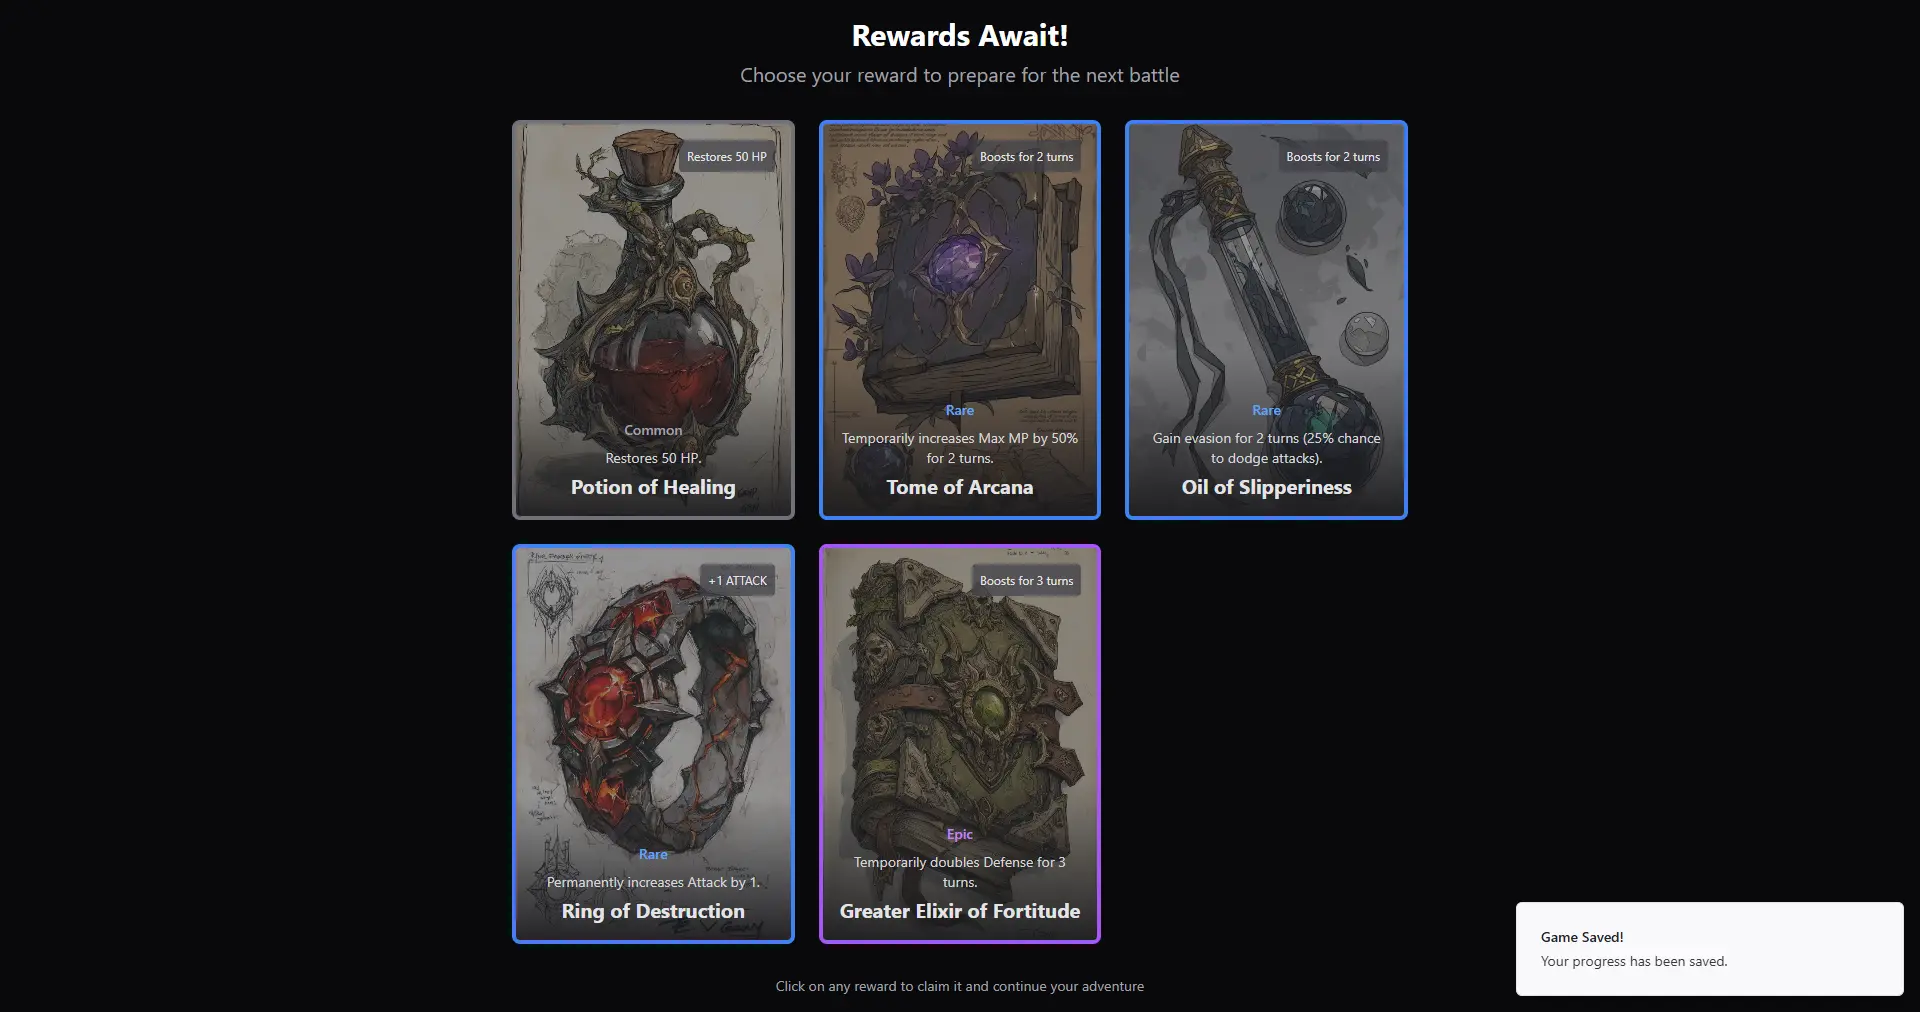 Rewards Await!
Choose your reward to prepare for the next battle
Restores 50 HP
Common
Restores 50 HP.
Potion of Healing
Boosts for 2 turns
Rare
Temporarily increases Max MP by 50%
for 2 turns.
Tome of Arcana
Boosts for 2 turns
Rare
Gain evasion for 2 turns (25% chance
to dodge attacks).
Oil of Slipperiness
+1 ATTACK
Rare
Permanently increases Attack by 1.
Ring of Destruction
Boosts for 3 turns
Epic
Temporarily doubles Defense for 3
turns.
Greater Elixir of Fortitude
Click on any reward to claim it and continue your adventure
Game Saved!
Your progress has been saved.